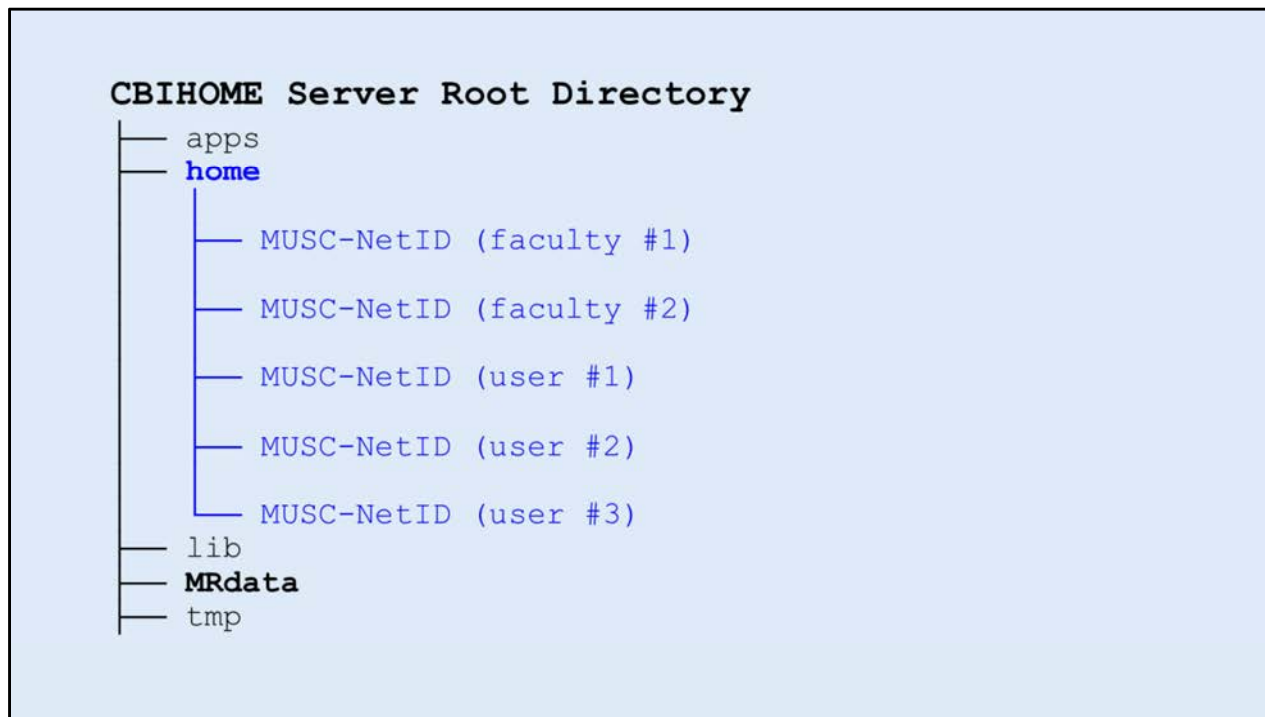 CBIHOME Server Root Directory
apps
home
MUSC-NetID (faculty #1)
MUSC-NetID (faculty #2)
MUSC-NetID (user #1)
MUSC-NetID (user #2)
MUSC-NetID (user #3)
lib
MRdata
tmp